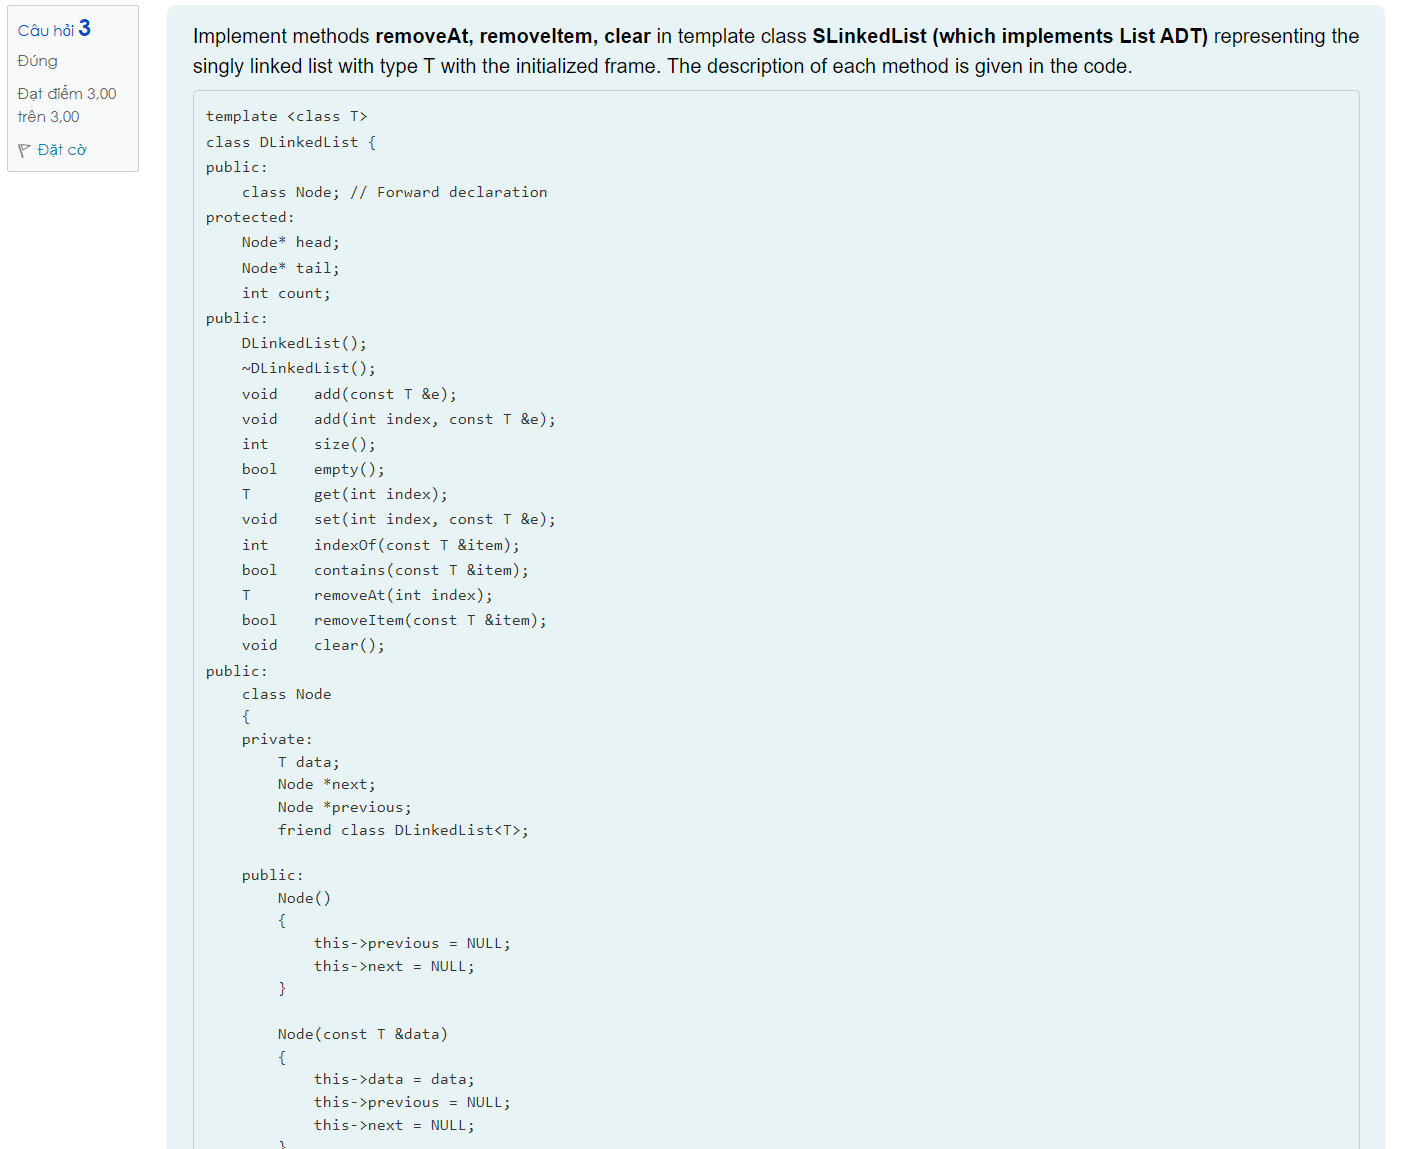 Câu hỏi 3
Đúng
Đạt điểm 3,00
trên 3,00
Đặt cờ
Implement methods removeAt, removeItem, clear in template class SLinkedList (which implements List ADT) representing the
singly linked list with type T with the initialized frame. The description of each method is given in the code.
template <class T>
class DLinkedList {
public:
    class Node; // Forward declaration
protected:
    Node* head;
    Node* tail;
    int count;
public:
    DLinkedList();
    ~DLinkedList();
    void    add(const T &e);
    void    add(int index, const T &e);
    int     size();
    bool    empty();
    T       get(int index);
    void    set(int index, const T &e);
    int     indexOf(const T &item);
    bool    contains(const T &item);
    T       removeAt(int index);
    bool    removeItem(const T &item);
    void    clear();
public:
    class Node
    {
    private:
        T data;
        Node *next;
        Node *previous;
        friend class DLinkedList<T>;
    public:
        Node()
        {
            this->previous = NULL;
            this->next = NULL;
        }
        Node(const T &data)
        {
            this->data = data;
            this->previous = NULL;
            this->next = NULL;
        }